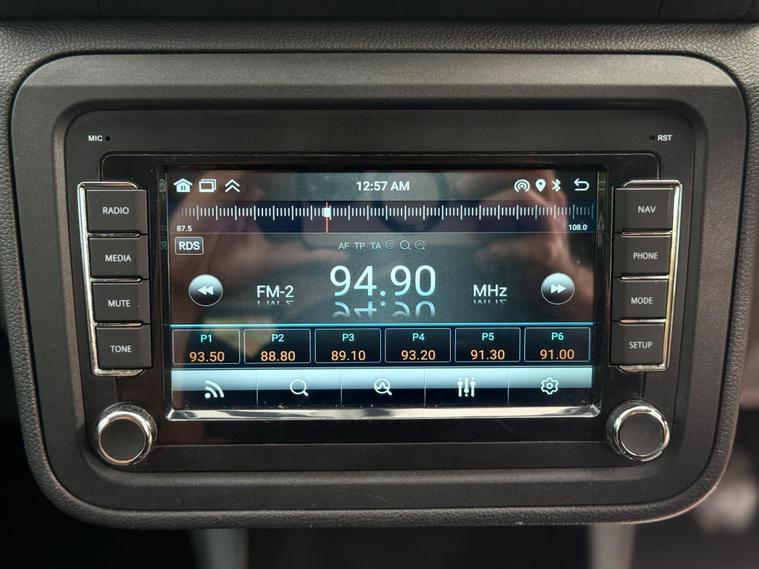 MIC
RST
12:57 AM
RADIO
MEDIA
MUTE
TONE
87.5
108.0
RDS
AF TP TA
FM-2
94.90
MHz
P1
93.50
P2
88.80
P3
89.10
P4
93.20
P5
91.30
P6
91.00
NAV
PHONE
MODE
SETUP